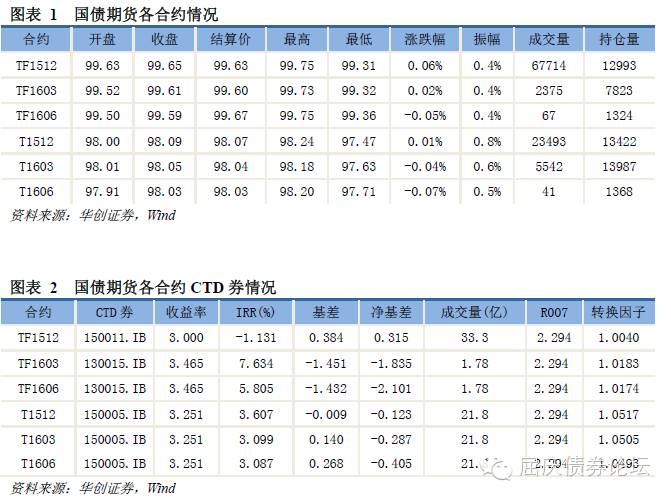 图表 1 国债期货各合约情况
合约 开盘 收盘 结算价 最高 最低 涨跌幅 振幅 成交量 持仓量
TF1512 99.63 99.65 99.63 99.75 99.31 0.06% 0.4% 67714 12993
TF1603 99.52 99.61 99.60 99.73 99.32 0.02% 0.4% 2375 7823
TF1606 99.50 99.59 99.67 99.75 99.36 -0.05% 0.4% 67 1324
T1512 98.00 98.09 98.07 98.24 97.47 0.01% 0.8% 23493 13422
T1603 98.01 98.05 98.04 98.18 97.63 -0.04% 0.6% 5542 13987
T1606 97.91 98.03 98.03 98.20 97.71 -0.07% 0.5% 41 1368
资料来源：华创证券，Wind
图表 2 国债期货各合约 CTD 券情况
合约 CTD 券 收益率 IRR(%) 基差 净基差 成交量(亿) R007 转换因子
TF1512 150011.IB 3.000 -1.131 0.384 0.315 33.3 2.294 1.0040
TF1603 130015.IB 3.465 7.634 -1.451 -1.835 1.78 2.294 1.0183
TF1606 130015.IB 3.465 5.805 -1.432 -2.101 1.78 2.294 1.0174
T1512 150005.IB 3.251 3.607 -0.009 -0.123 21.8 2.294 1.0517
T1603 150005.IB 3.251 3.099 0.140 -0.287 21.8 2.294 1.0505
T1606 150005.IB 3.251 3.087 0.268 -0.405 2.294 1.0493
资料来源：华创证券，Wind
屈庆债券论坛